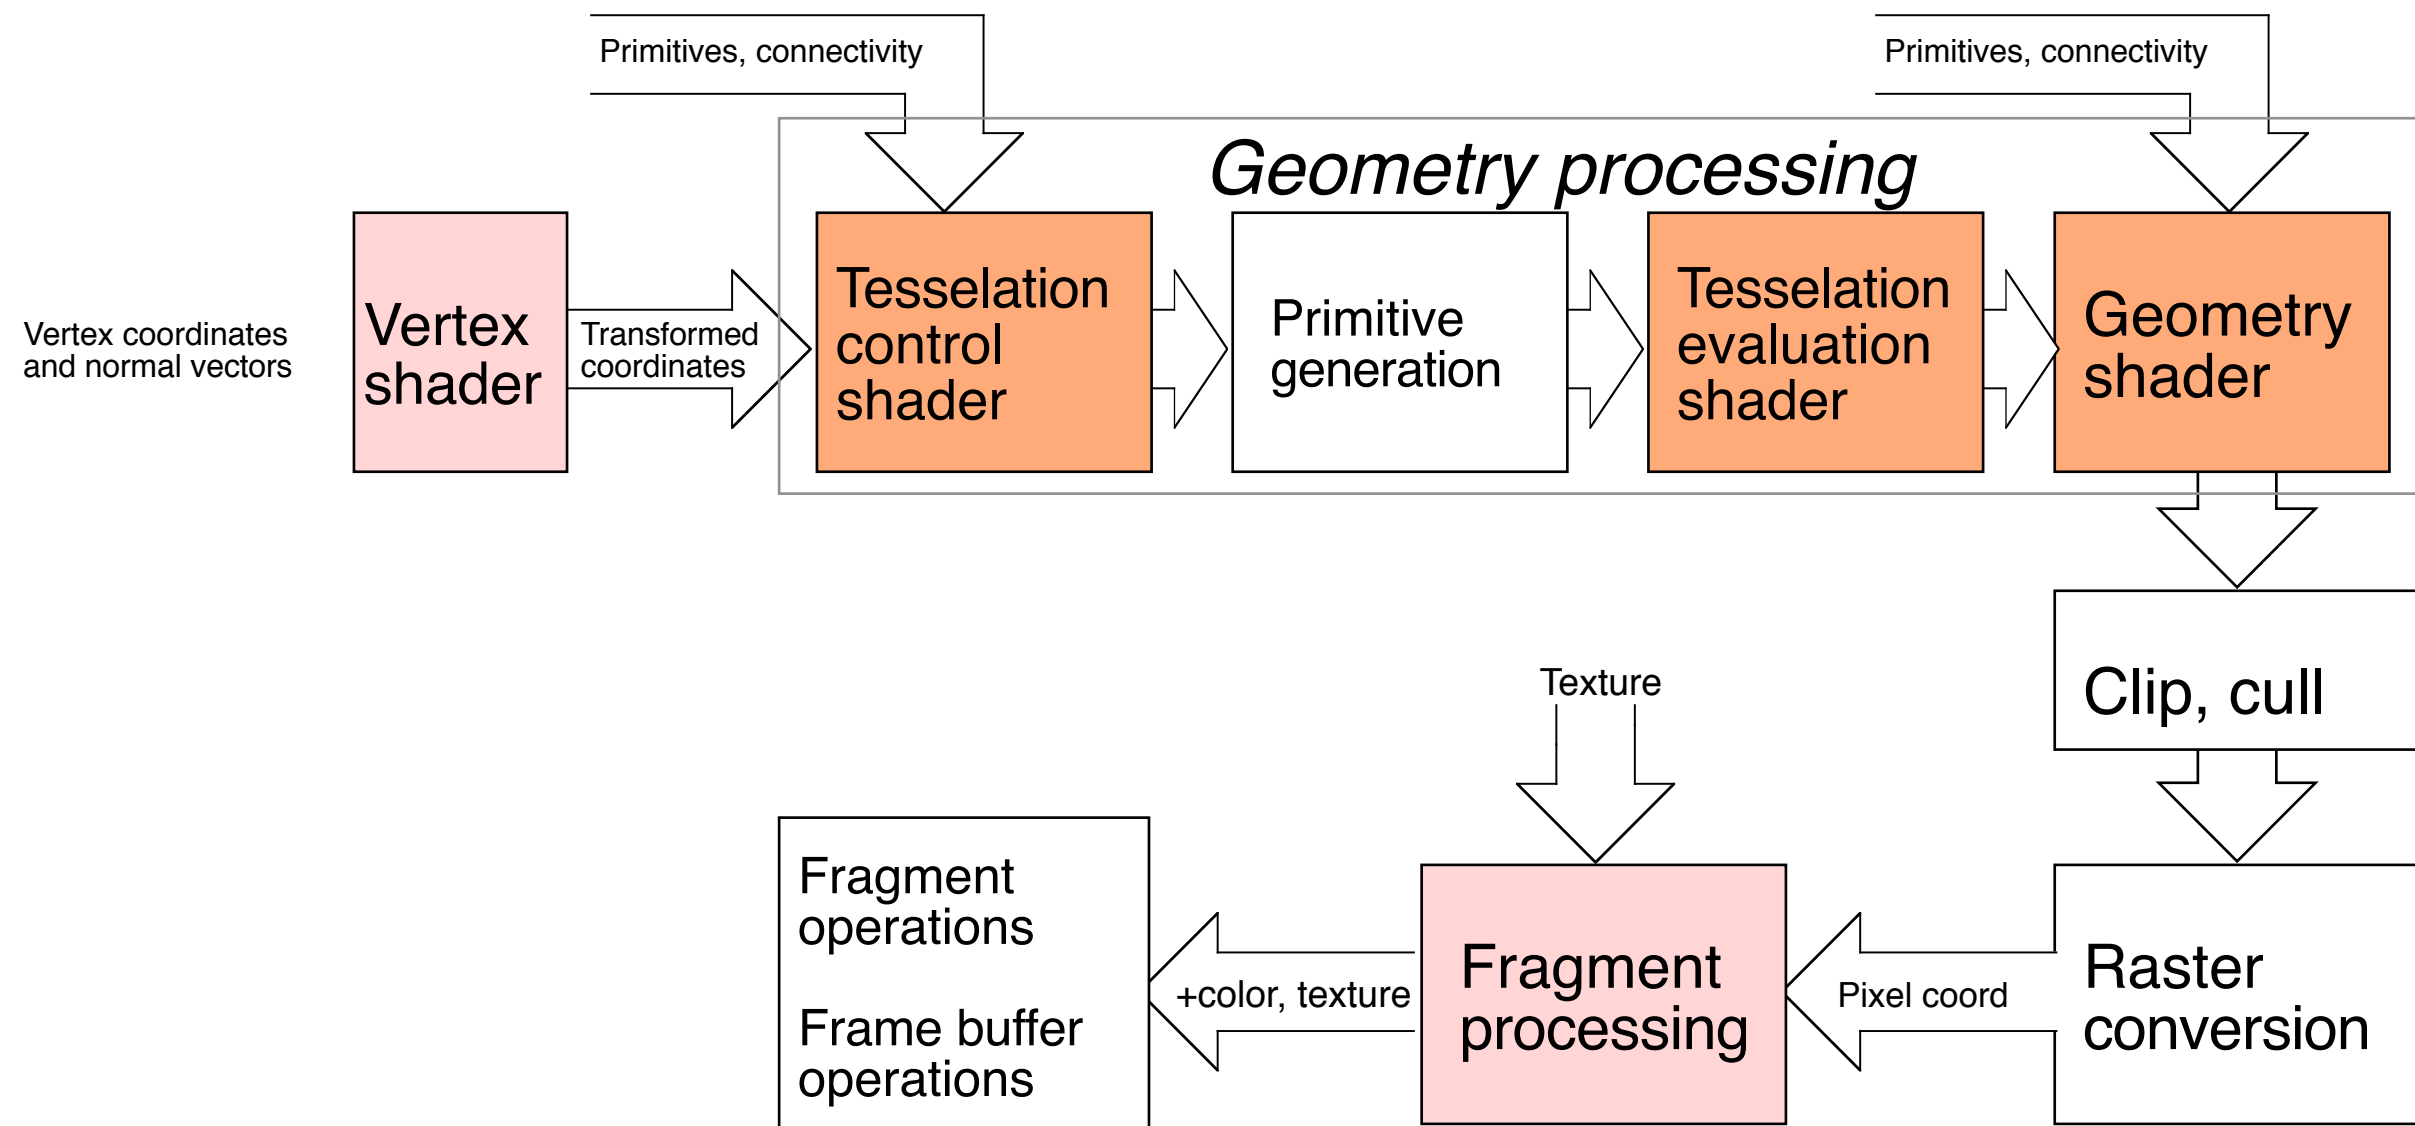 Primitives, connectivity
Primitives, connectivity
Geometry processing
Vertex coordinates
and normal vectors
Vertex
shader
Transformed
coordinates
Tesselation
control
shader
Primitive
generation
Tesselation
evaluation
shader
Geometry
shader
Clip, cull
Texture
Fragment
operations
Frame buffer
operations
+color, texture
Fragment
processing
Pixel coord
Raster
conversion